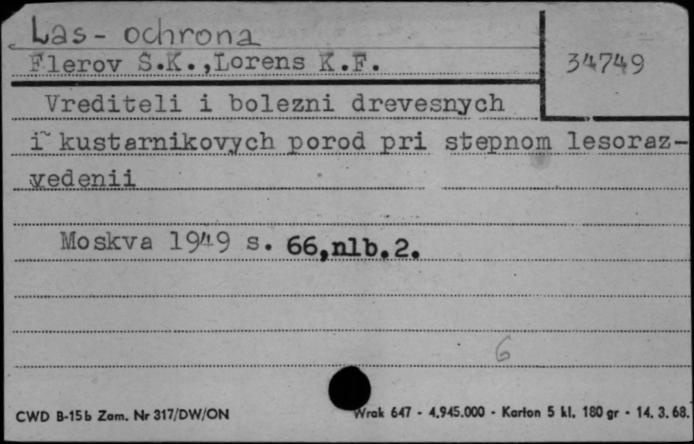 Las - ochrona
Flerov S.K.,Lorens K.F.
34749
Vrediteli i bolezni drevesnych
i kustarnikovych porod pri stepnom lesoraz-
vedenii
Moskva 1949 s. 66,nlb.2.
6
CWD B-15b Zam. Nr 317/DW/ON
Wrak 647 - 4.945.000 - Karton 5 kl. 180 gr - 14. 3. 68.